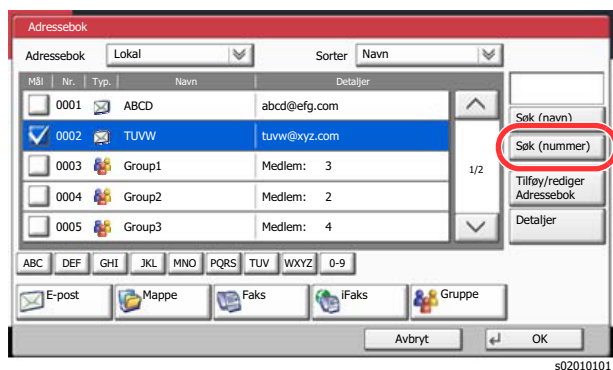 Adressebok
Adressebok Lokal Sorter Navn
Mål Nr. Typ. Navn Detaljer
0001 ABCD abcd@efg.com
Søk (navn)
0002 TUVW tuvw@xyz.com
Søk (nummer)
0003 Group1 Medlem: 3 1/2
Tilføy/rediger
Adressebok
0004 Group2 Medlem: 2
0005 Group3 Medlem: 4
Detaljer
ABC DEF GHI JKL MNO PQRS TUV WXYZ 0-9
E-post Mappe Faks iFaks Gruppe
Avbryt OK
s02010101